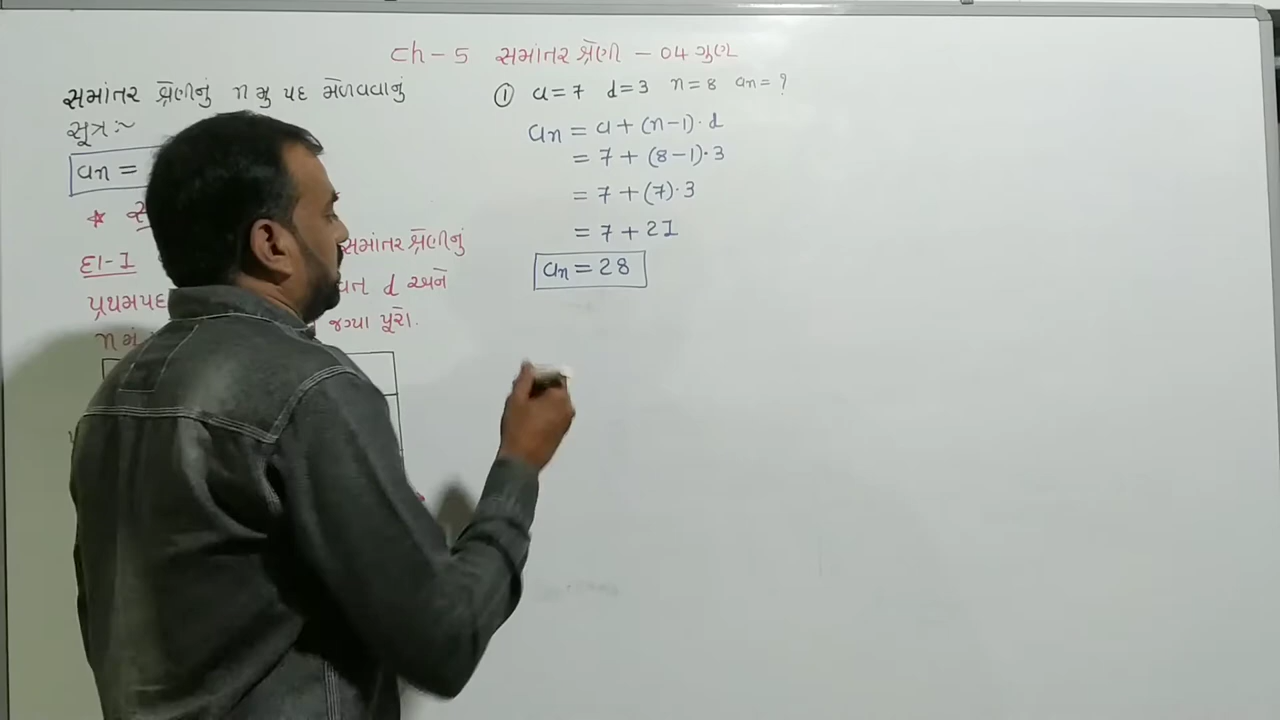 Ch-5 સમાંતર શ્રેણી - 04 ગુણ
સમાંતર શ્રેણીનું n મુ પદ મેળવવાનું
સૂત્ર:~
an =
*
દા-1 સમાંતર શ્રેણીનું
પ્રથમપદ d અને
n મું જગ્યા પૂરો.
① a=7 d=3 n=8 an=?
an = a+(n-1)·d
= 7+(8-1)·3
= 7+(7)·3
= 7+21
an = 28